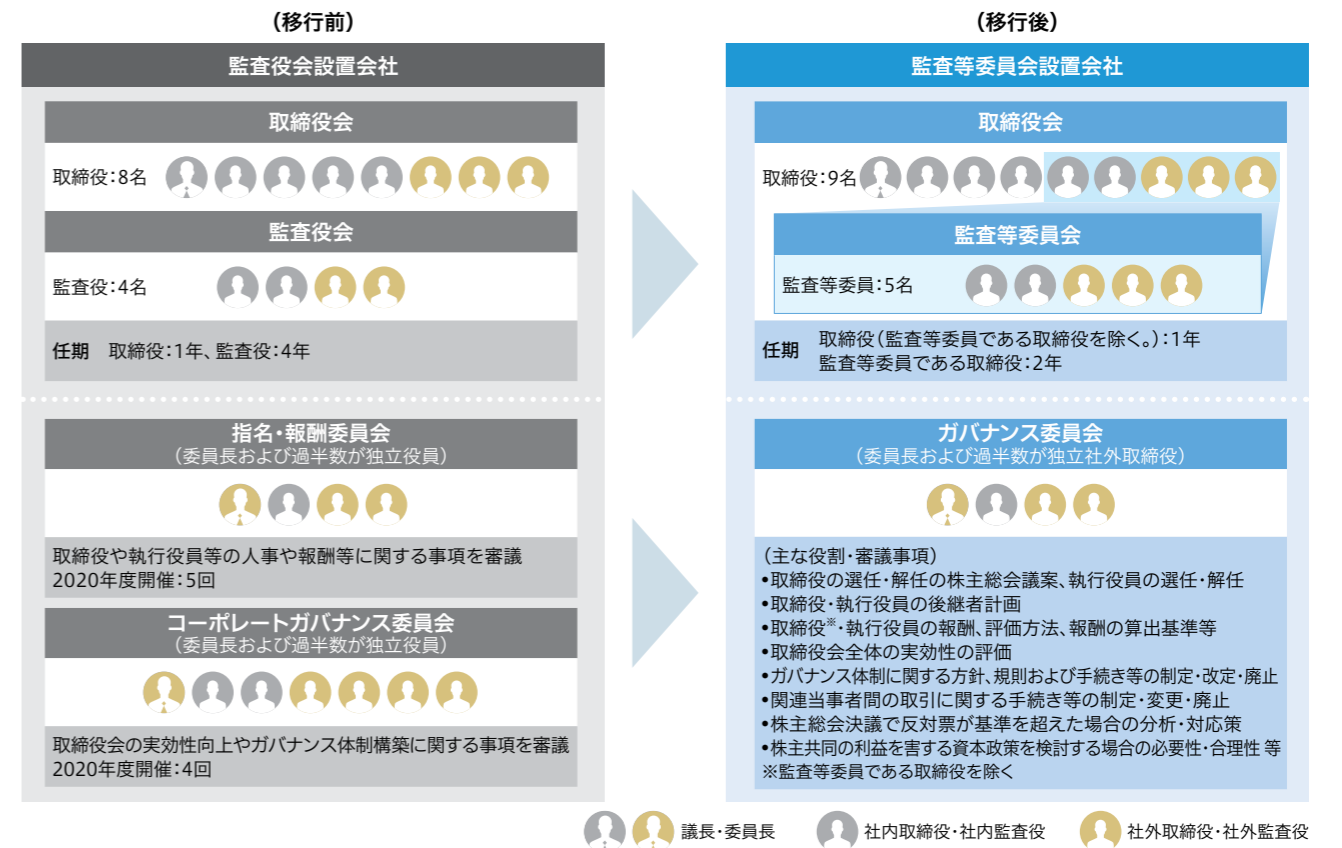 (移行前)
監査役会設置会社
取締役会
取締役：8名
監査役会
監査役：4名
任期　取締役：1年、監査役：4年
指名・報酬委員会
（委員長および過半数が独立役員）
取締役や執行役員等の人事や報酬等に関する事項を審議
2020年度開催：5回
コーポレートガバナンス委員会
（委員長および過半数が独立役員）
取締役会の実効性向上やガバナンス体制構築に関する事項を審議
2020年度開催：4回
(移行後)
監査等委員会設置会社
取締役会
取締役：9名
監査等委員会
監査等委員：5名
任期
取締役（監査等委員である取締役を除く。）：1年
監査等委員である取締役：2年
ガバナンス委員会
（委員長および過半数が独立社外取締役）
（主な役割・審議事項）
•取締役の選任・解任の株主総会議案、執行役員の選任・解任
•取締役・執行役員の後継者計画
•取締役※・執行役員の報酬、評価方法、報酬の算出基準等
•取締役会全体の実効性の評価
•ガバナンス体制に関する方針、規則および手続き等の制定・改定・廃止
•関連当事者間の取引に関する手続き等の制定・変更・廃止
•株主総会決議で反対票が基準を超えた場合の分析・対応策
•株主共同の利益を害する資本政策を検討する場合の必要性・合理性 等
※監査等委員である取締役を除く
議長・委員長
社内取締役・社内監査役
社外取締役・社外監査役